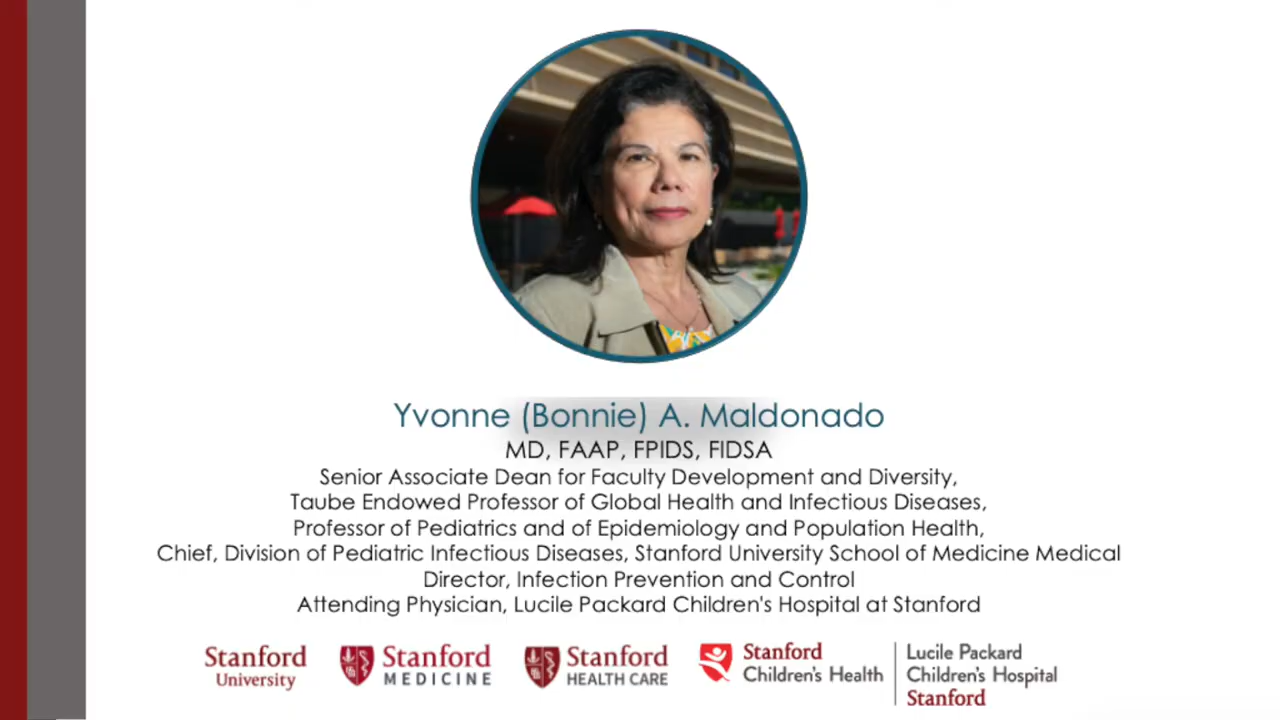 Yvonne (Bonnie) A. Maldonado
MD, FAAP, FPIDS, FIDSA
Senior Associate Dean for Faculty Development and Diversity,
Taube Endowed Professor of Global Health and Infectious Diseases,
Professor of Pediatrics and of Epidemiology and Population Health,
Chief, Division of Pediatric Infectious Diseases, Stanford University School of Medicine Medical
Director, Infection Prevention and Control
Attending Physician, Lucile Packard Children's Hospital at Stanford
Stanford
University
Stanford
MEDICINE
Stanford
HEALTH CARE
Stanford
Children's Health
Lucile Packard
Children's Hospital
Stanford